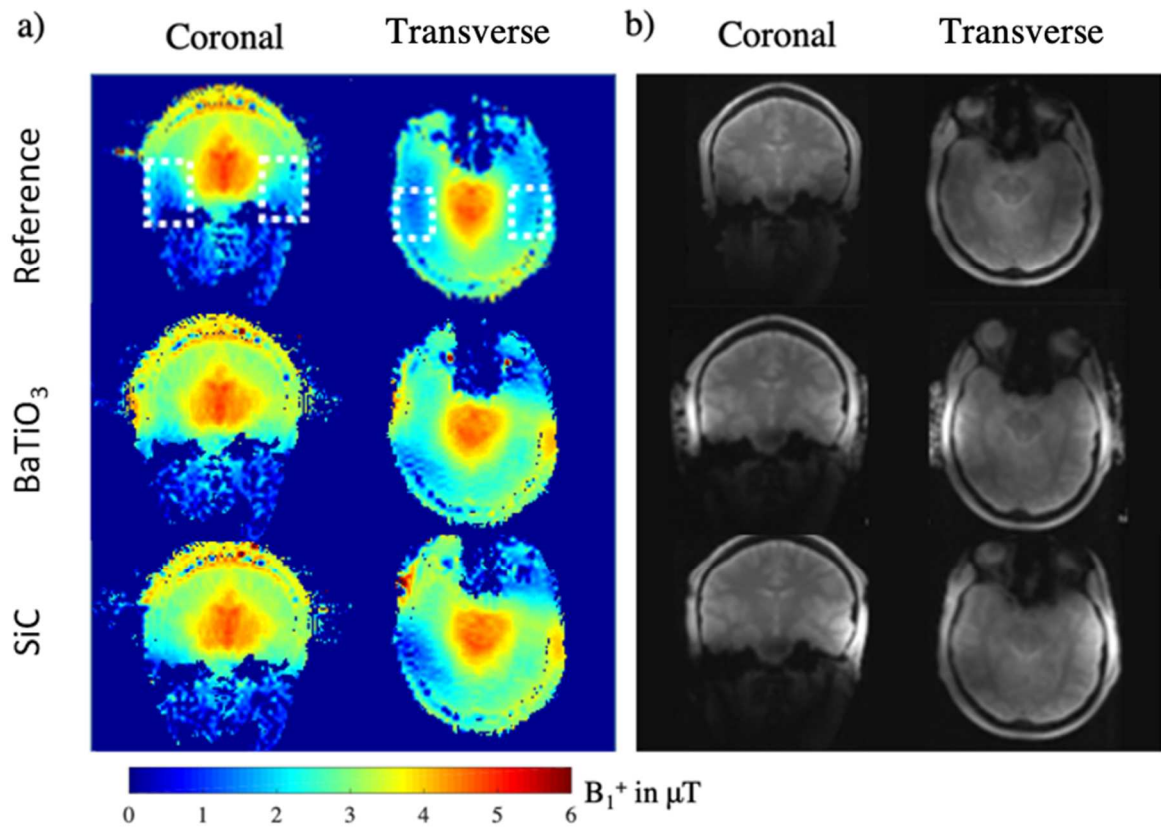 a)
Coronal
Transverse
b)
Coronal
Transverse
Reference
BaTiO₃
SiC
0 1 2 3 4 5 6
B₁⁺ in μT